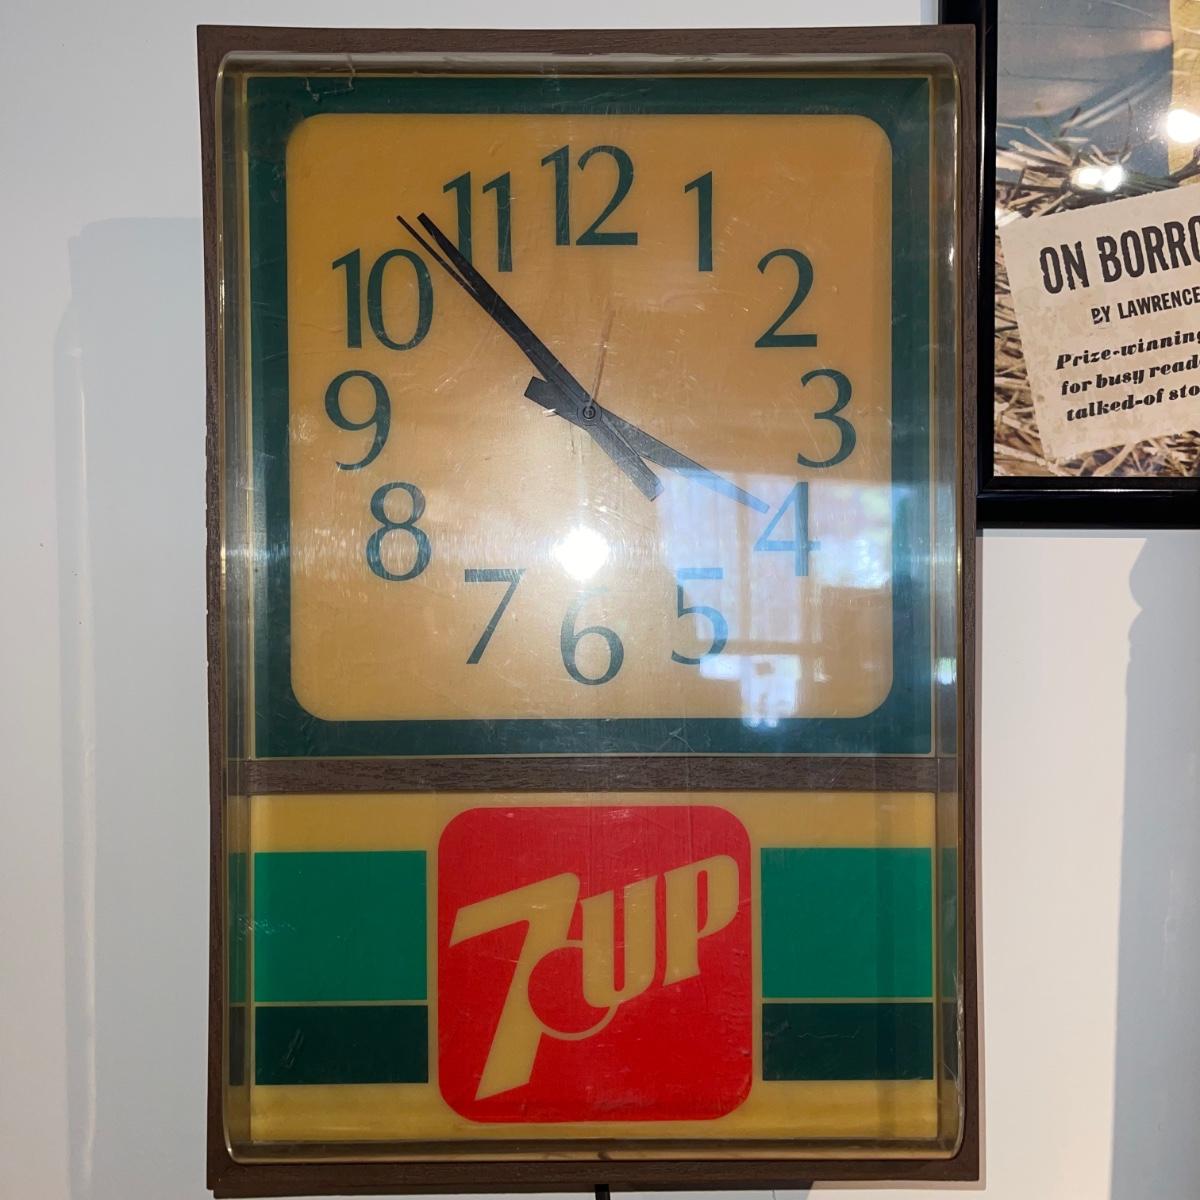 12
11
1
10
2
9
3
8
4
7
5
6
7UP
ON BORRO
BY LAWRENCE
Prize-winning
for busy read
talked-of sto